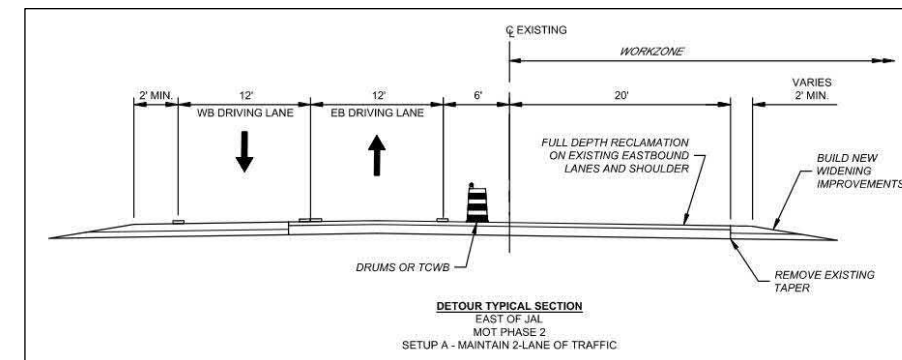 ℄ EXISTING
WORKZONE
2' MIN.
12'
12'
6'
20'
VARIES
2' MIN.
WB DRIVING LANE
EB DRIVING LANE
FULL DEPTH RECLAMATION
ON EXISTING EASTBOUND
LANES AND SHOULDER
BUILD NEW
WIDENING
IMPROVEMENTS
DRUMS OR TCWB
REMOVE EXISTING
TAPER
DETOUR TYPICAL SECTION
EAST OF JAL
MOT PHASE 2
SETUP A - MAINTAIN 2-LANE OF TRAFFIC